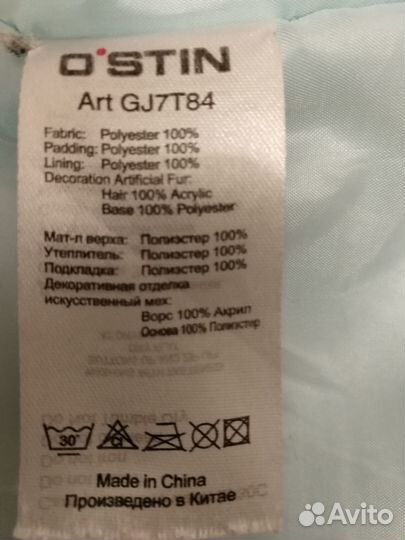 O'STIN
Art GJ7T84
Fabric: Polyester 100%
Padding: Polyester 100%
Lining: Polyester 100%
Decoration Artificial Fur:
Hair 100% Acrylic
Base 100% Polyester
Мат-л верха: Полиэстер 100%
Утеплитель: Полиэстер 100%
Подкладка: Полиэстер 100%
Декоративная отделка
искусственный мех:
Ворс 100% Акрил
Основа 100% Полиэстер
30°
Made in China
Произведено в Китае
Avito